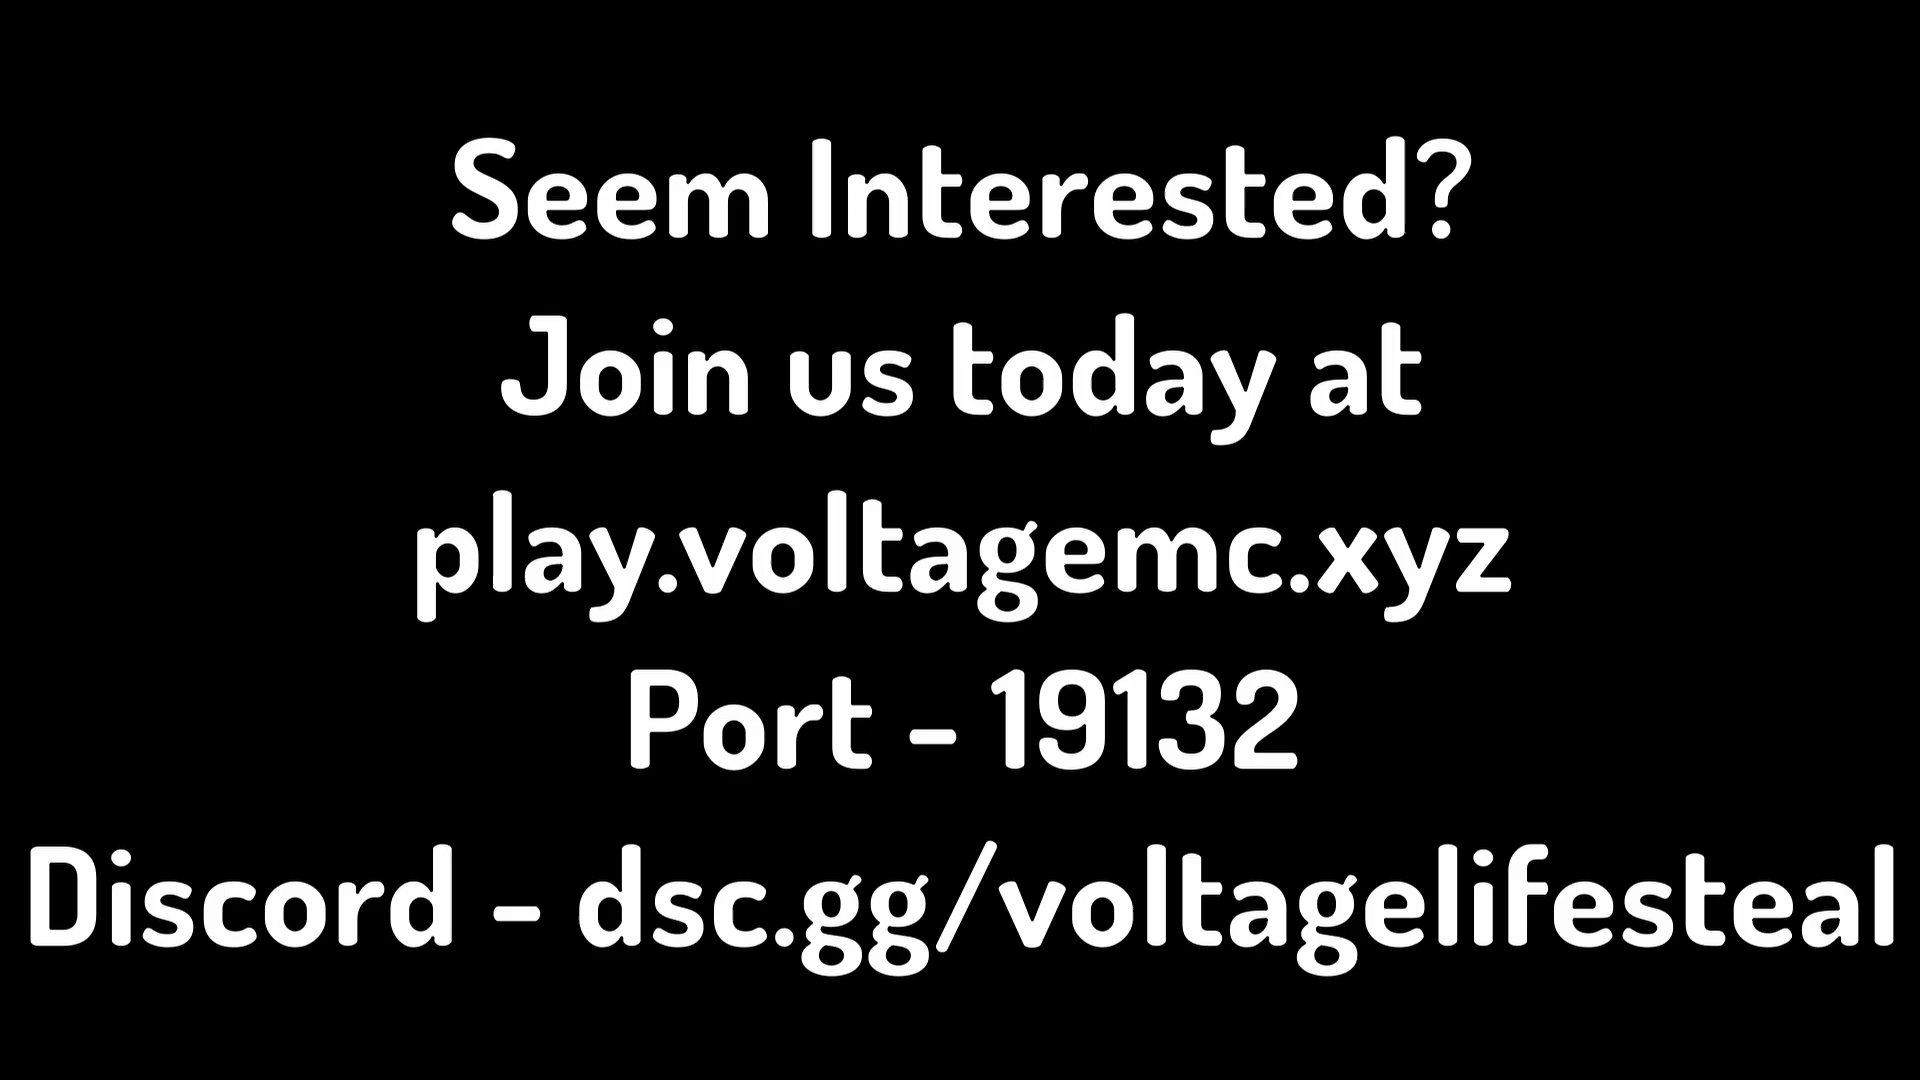 Seem Interested?
Join us today at
play.voltagemc.xyz
Port - 19132
Discord - dsc.gg/voltagelifesteal